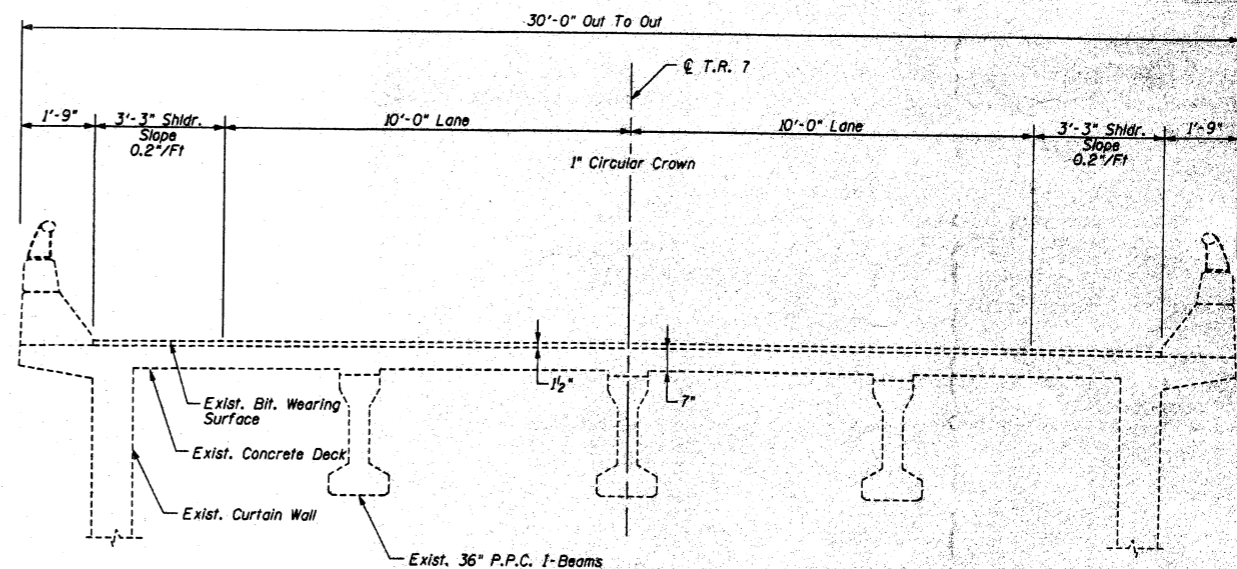 30'-0" Out To Out
℄ T.R. 7
1'-9"
3'-3" Shldr.
Slope
0.2"/Ft
10'-0" Lane
10'-0" Lane
3'-3" Shldr.
Slope
0.2"/Ft
1'-9"
1" Circular Crown
1½"
7"
Exist. Bit. Wearing
Surface
Exist. Concrete Deck
Exist. Curtain Wall
Exist. 36" P.P.C. I-Beams